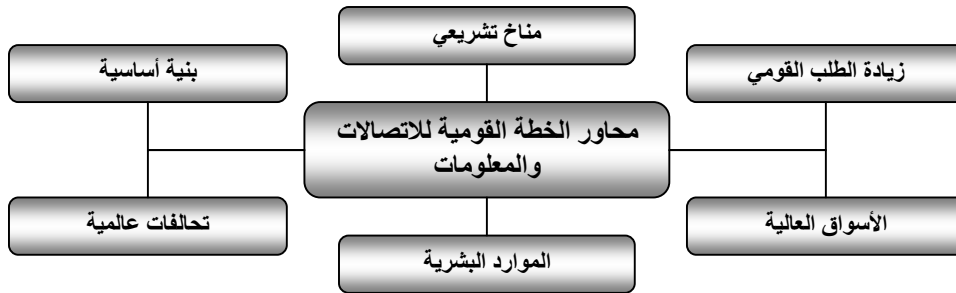 مناخ تشريعي
زيادة الطلب القومي
بنية أساسية
محاور الخطة القومية للاتصالات
والمعلومات
الأسواق العالية
تحالفات عالمية
الموارد البشرية